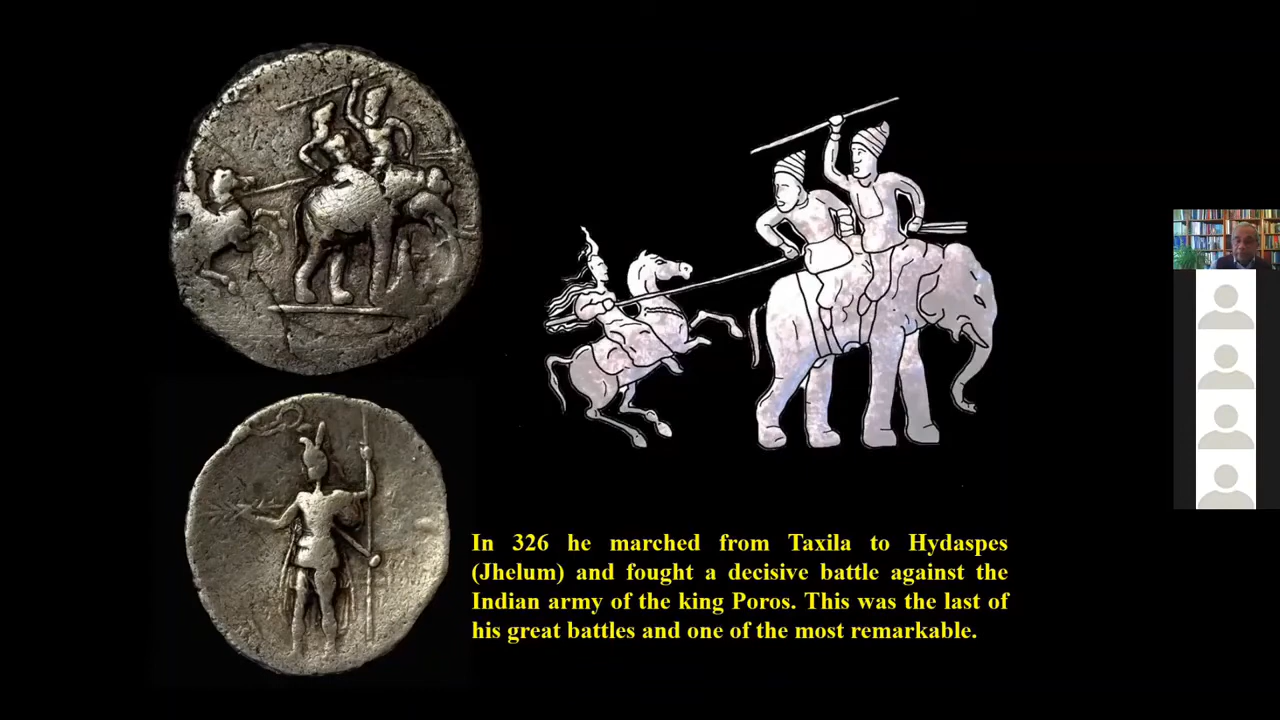 In 326 he marched from Taxila to Hydaspes
(Jhelum) and fought a decisive battle against the
Indian army of the king Poros. This was the last of
his great battles and one of the most remarkable.